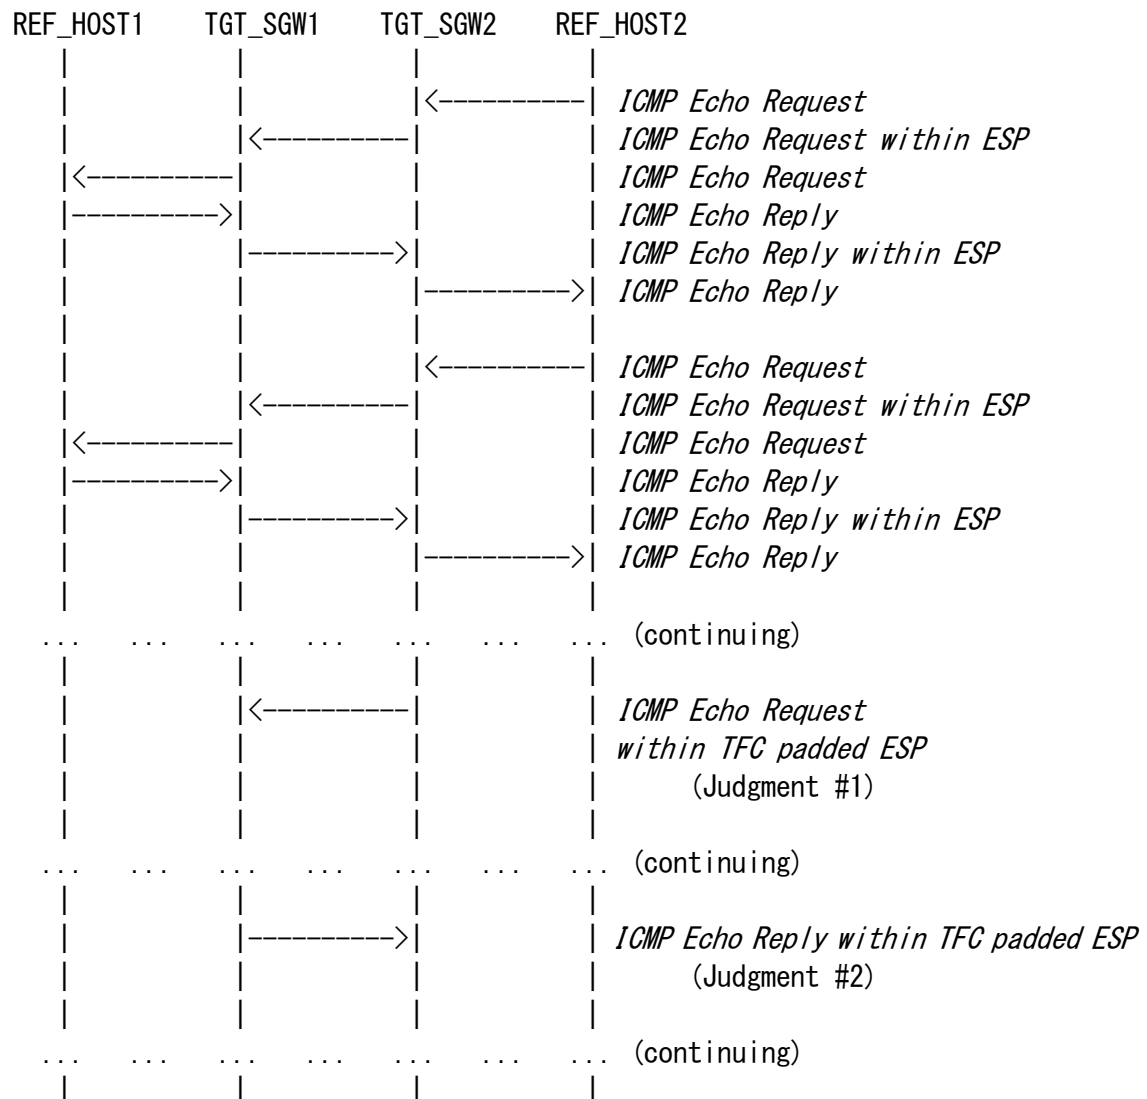 REF_HOST1 TGT_SGW1 TGT_SGW2 REF_HOST2
| | | |
| | |<----------| ICMP Echo Request
| |<----------| | ICMP Echo Request within ESP
|<----------| | | ICMP Echo Request
|---------->| | | ICMP Echo Reply
| |---------->| | ICMP Echo Reply within ESP
| | |---------->| ICMP Echo Reply
| | | |
| | |<----------| ICMP Echo Request
| |<----------| | ICMP Echo Request within ESP
|<----------| | | ICMP Echo Request
|---------->| | | ICMP Echo Reply
| |---------->| | ICMP Echo Reply within ESP
| | |---------->| ICMP Echo Reply
| | | |
... ... ... ... ... ... ... (continuing)
| | | |
| |<----------| | ICMP Echo Request
| | | | within TFC padded ESP
| | | | (Judgment #1)
| | | |
... ... ... ... ... ... ... (continuing)
| | | |
| |---------->| | ICMP Echo Reply within TFC padded ESP
| | | | (Judgment #2)
| | | |
... ... ... ... ... ... ... (continuing)
| | | |